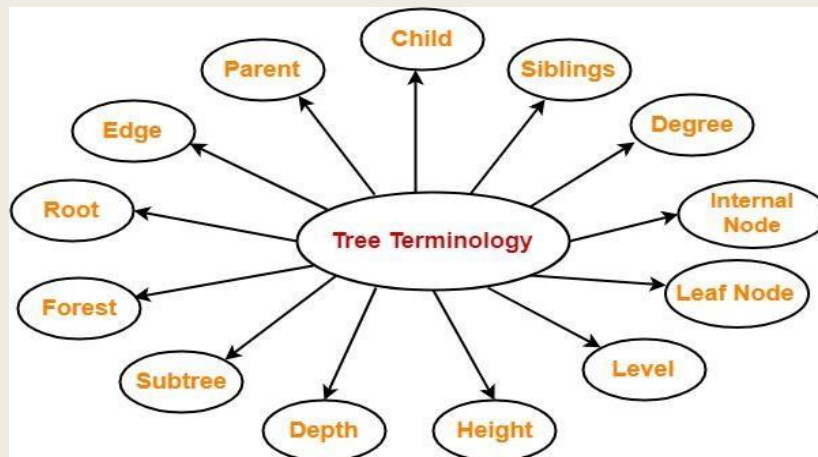 Child
Parent
Siblings
Edge
Degree
Root
Internal
Node
Tree Terminology
Forest
Leaf Node
Subtree
Level
Depth
Height